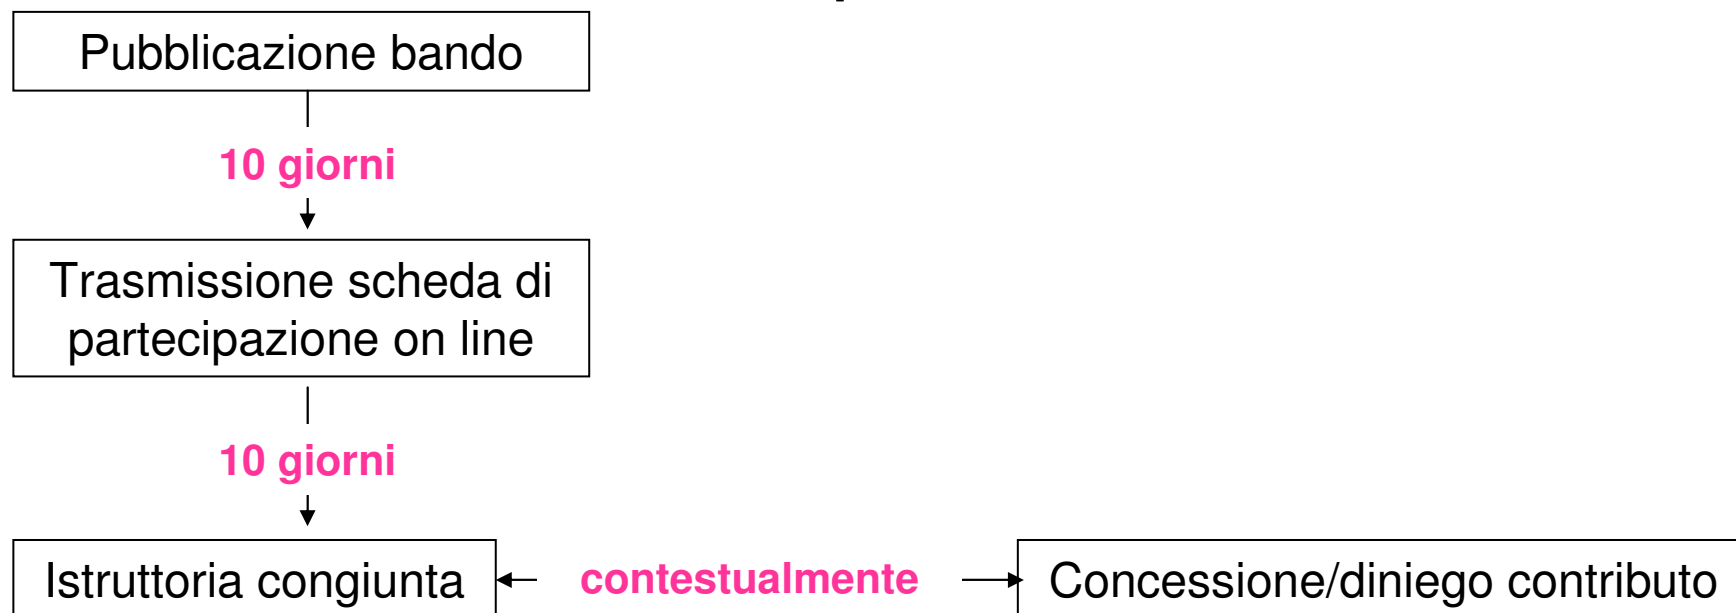 Pubblicazione bando
10 giorni
Trasmissione scheda di
partecipazione on line
10 giorni
Istruttoria congiunta
contestualmente
Concessione/diniego contributo